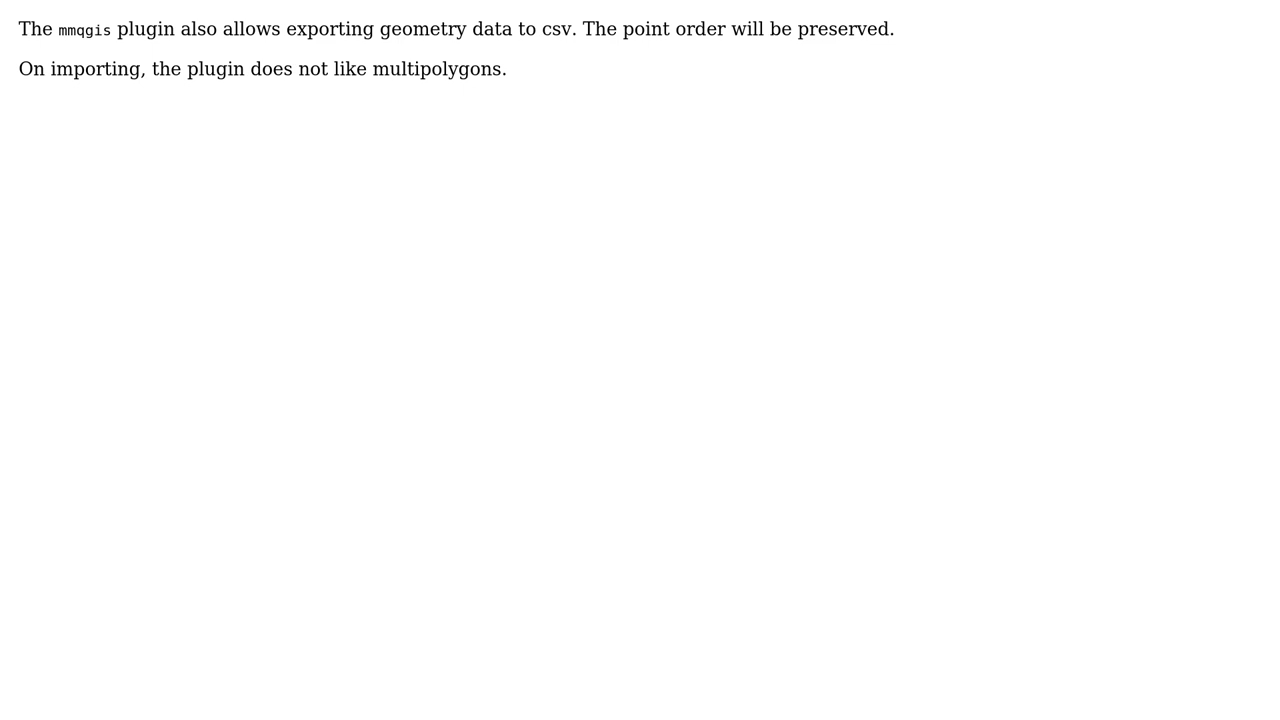 The mmqgis plugin also allows exporting geometry data to csv. The point order will be preserved.
On importing, the plugin does not like multipolygons.